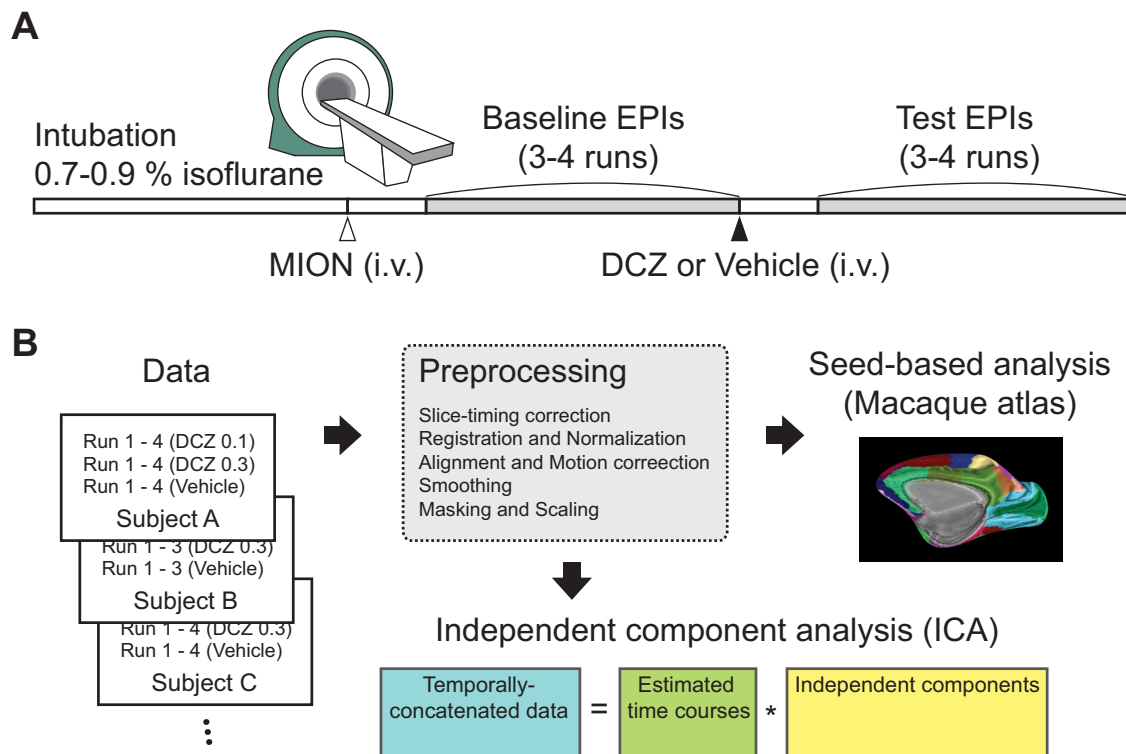 A
Intubation
0.7-0.9 % isoflurane
Baseline EPIs
(3-4 runs)
Test EPIs
(3-4 runs)
MION (i.v.)
DCZ or Vehicle (i.v.)
B
Data
Run 1 - 4 (DCZ 0.1)
Run 1 - 4 (DCZ 0.3)
Run 1 - 4 (Vehicle)
Subject A
Run 1 - 3 (DCZ 0.3)
Run 1 - 3 (Vehicle)
Subject B
Run 1 - 4 (DCZ 0.3)
Run 1 - 4 (Vehicle)
Subject C
Preprocessing
Slice-timing correction
Registration and Normalization
Alignment and Motion correection
Smoothing
Masking and Scaling
Seed-based analysis
(Macaque atlas)
Independent component analysis (ICA)
Temporally-
concatenated data
=
Estimated
time courses
*
Independent components